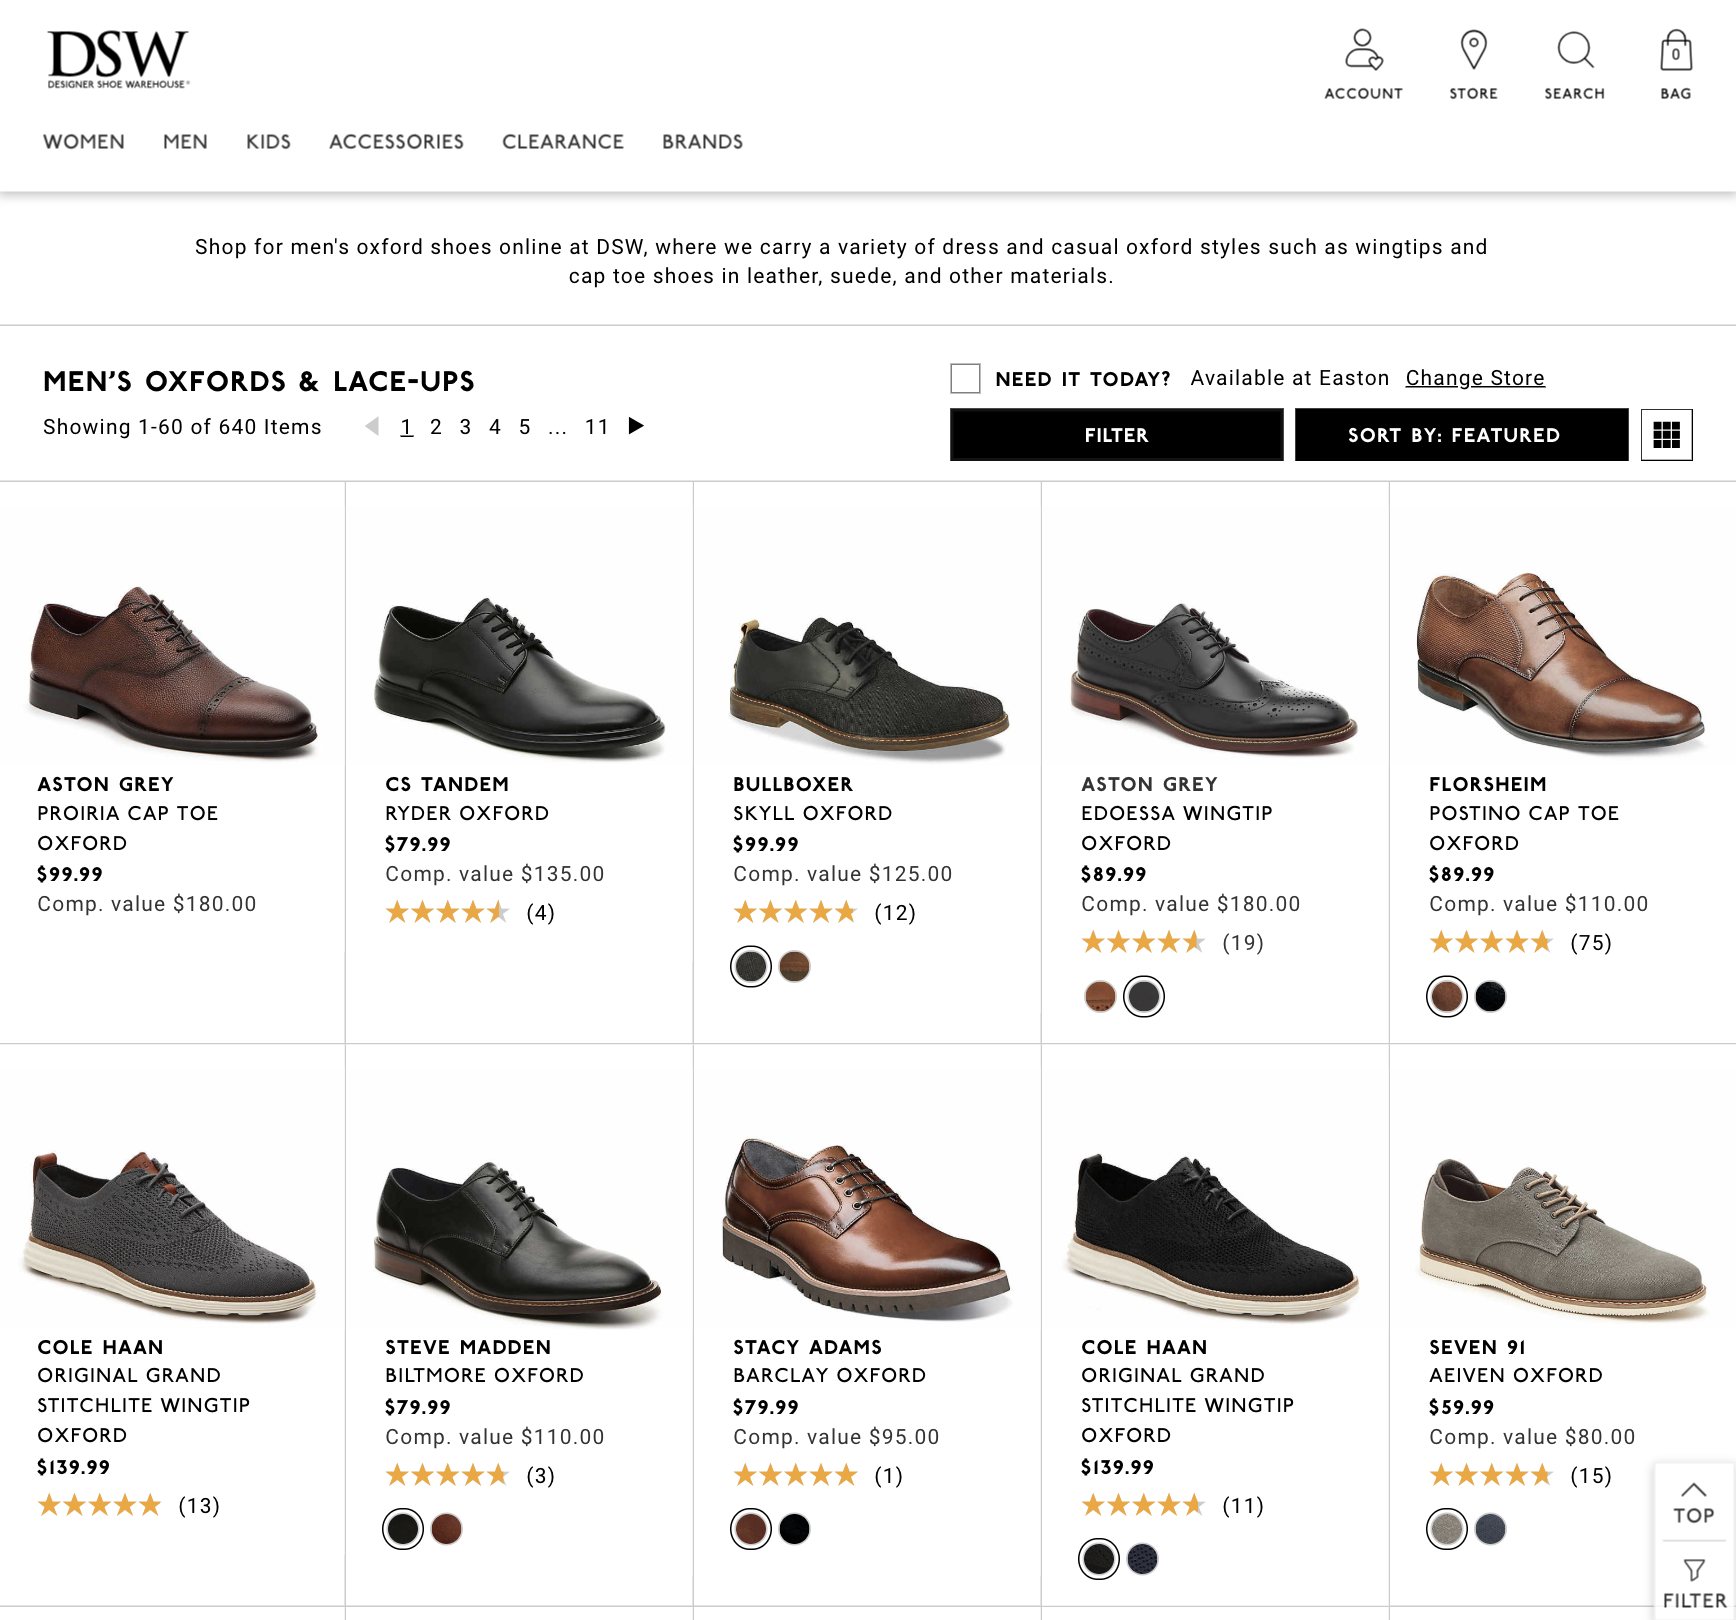 DSW
DESIGNER SHOE WAREHOUSE®
ACCOUNT
STORE
SEARCH
0
BAG
WOMEN MEN KIDS ACCESSORIES CLEARANCE BRANDS
Shop for men's oxford shoes online at DSW, where we carry a variety of dress and casual oxford styles such as wingtips and
cap toe shoes in leather, suede, and other materials.
MEN'S OXFORDS & LACE-UPS
Showing 1-60 of 640 Items
1 2 3 4 5 ... 11
NEED IT TODAY? Available at Easton Change Store
FILTER
SORT BY: FEATURED
ASTON GREY
PROIRIA CAP TOE
OXFORD
$99.99
Comp. value $180.00
CS TANDEM
RYDER OXFORD
$79.99
Comp. value $135.00
(4)
BULLBOXER
SKYLL OXFORD
$99.99
Comp. value $125.00
(12)
ASTON GREY
EDOESSA WINGTIP
OXFORD
$89.99
Comp. value $180.00
(19)
FLORSHEIM
POSTINO CAP TOE
OXFORD
$89.99
Comp. value $110.00
(75)
COLE HAAN
ORIGINAL GRAND
STITCHLITE WINGTIP
OXFORD
$139.99
(13)
STEVE MADDEN
BILTMORE OXFORD
$79.99
Comp. value $110.00
(3)
STACY ADAMS
BARCLAY OXFORD
$79.99
Comp. value $95.00
(1)
COLE HAAN
ORIGINAL GRAND
STITCHLITE WINGTIP
OXFORD
$139.99
(11)
SEVEN 91
AEIVEN OXFORD
$59.99
Comp. value $80.00
(15)
TOP
FILTER